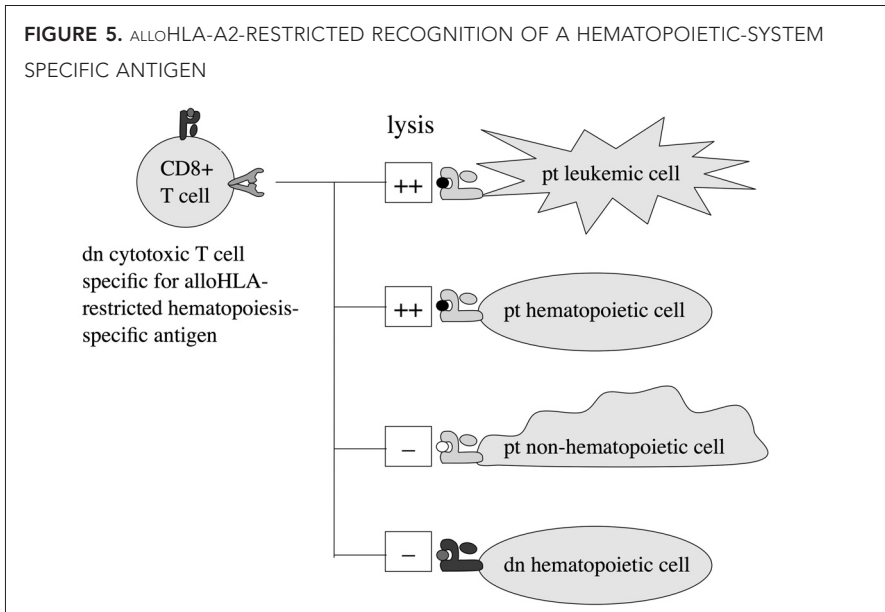 FIGURE 5. ALLOHLA-A2-RESTRICTED RECOGNITION OF A HEMATOPOIETIC-SYSTEM
SPECIFIC ANTIGEN
lysis
CD8+
T cell
dn cytotoxic T cell
specific for alloHLA-
restricted hematopoiesis-
specific antigen
++
pt leukemic cell
++
pt hematopoietic cell
–
pt non-hematopoietic cell
–
dn hematopoietic cell